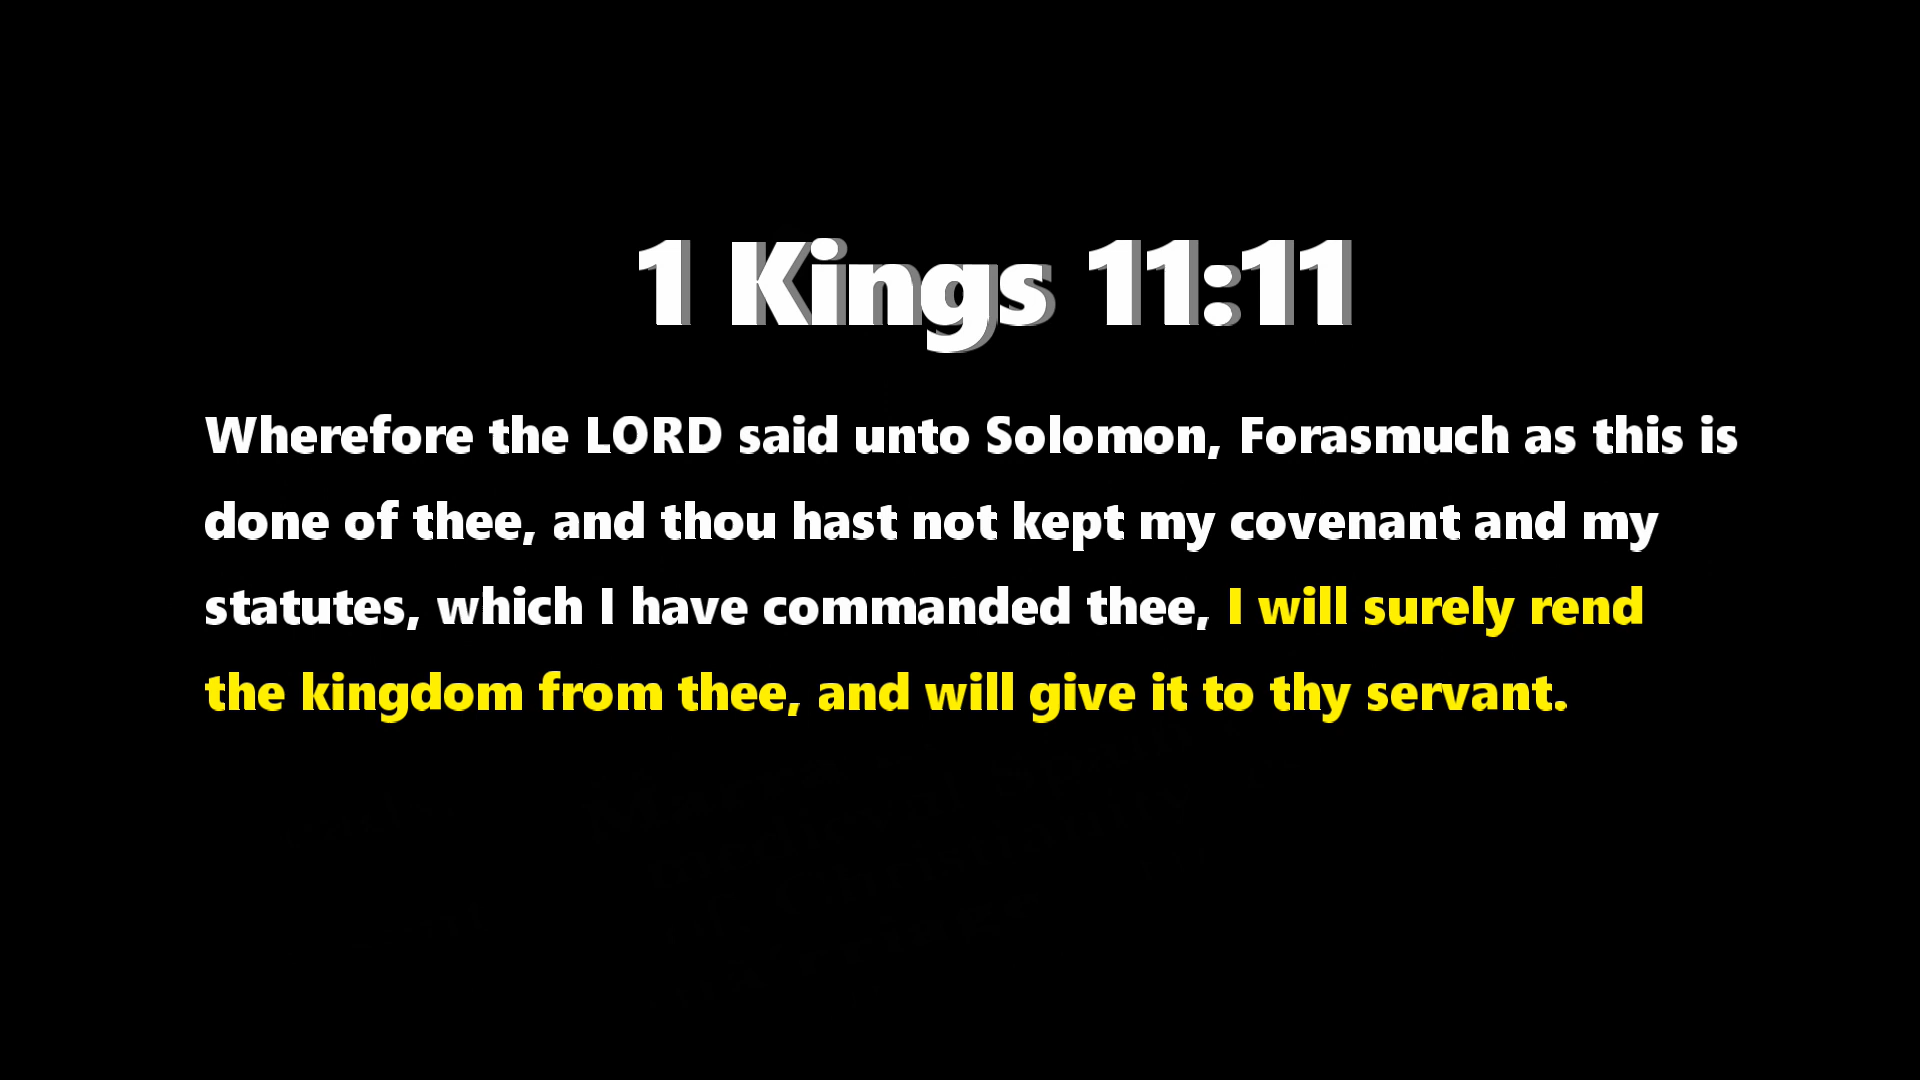 1 Kings 11:11
Wherefore the LORD said unto Solomon, Forasmuch as this is
done of thee, and thou hast not kept my covenant and my
statutes, which I have commanded thee, I will surely rend
the kingdom from thee, and will give it to thy servant.